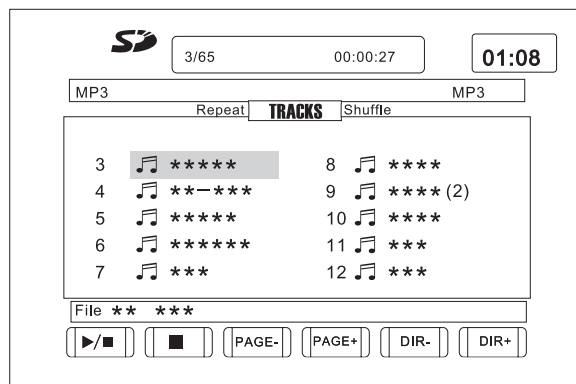 SD
3/65 00:00:27
01:08
MP3 MP3
Repeat TRACKS Shuffle
3 ***** 8 ****
4 **-*** 9 ****(2)
5 ***** 10 ****
6 ****** 11 ***
7 *** 12 ***
File ** ***
PAGE- PAGE+ DIR- DIR+